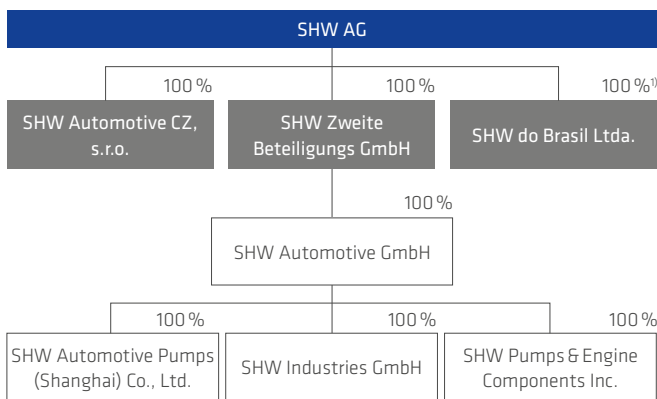 SHW AG
100 %
100 %
100 %¹⁾
SHW Automotive CZ,
s.r.o.
SHW Zweite
Beteiligungs GmbH
SHW do Brasil Ltda.
100 %
SHW Automotive GmbH
100 %
100 %
100 %
SHW Automotive Pumps
(Shanghai) Co., Ltd.
SHW Industries GmbH
SHW Pumps & Engine
Components Inc.